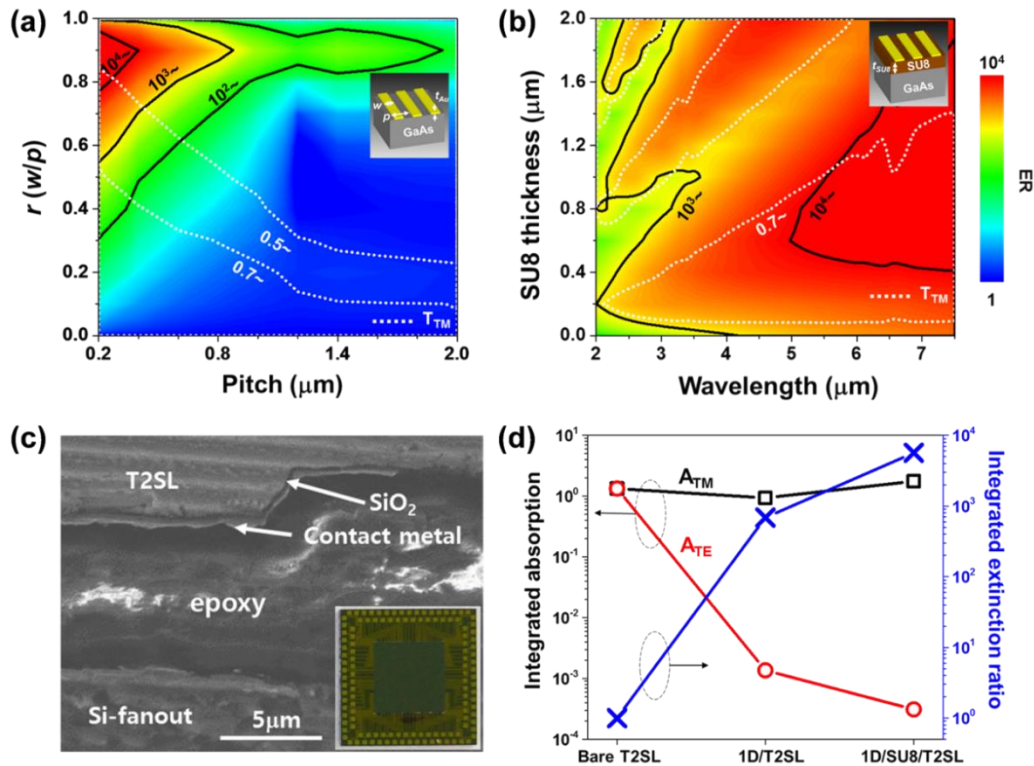 (a)
r (w/p)
1.0
0.8
0.6
0.4
0.2
0.0
10⁴~
10³~
10²~
0.5~
0.7~
w
p
t_Au
GaAs
T_TM
0.2
0.8
1.4
2.0
Pitch (μm)
(b)
SU8 thickness (μm)
2.0
1.6
1.2
0.8
0.4
0.0
10³~
0.7~
10⁴~
t_SU8
SU8
GaAs
T_TM
2
3
4
5
6
7
Wavelength (μm)
10⁴
ER
1
(c)
T2SL
SiO₂
Contact metal
epoxy
Si-fanout
5μm
(d)
Integrated absorption
10¹
10⁰
10⁻¹
10⁻²
10⁻³
10⁻⁴
A_TM
A_TE
10⁴
10³
10²
10¹
10⁰
Integrated extinction ratio
Bare T2SL
1D/T2SL
1D/SU8/T2SL